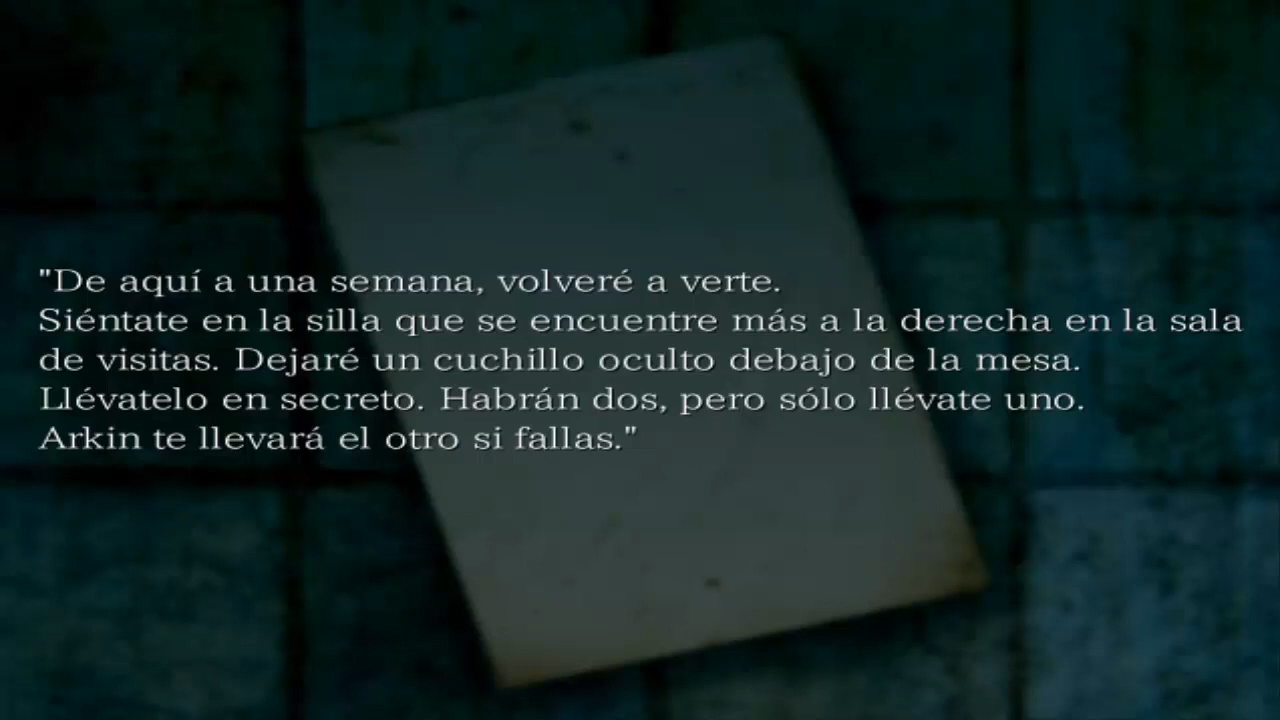 "De aquí a una semana, volveré a verte.
Siéntate en la silla que se encuentre más a la derecha en la sala
de visitas. Dejaré un cuchillo oculto debajo de la mesa.
Llévatelo en secreto. Habrán dos, pero sólo llévate uno.
Arkin te llevará el otro si fallas."